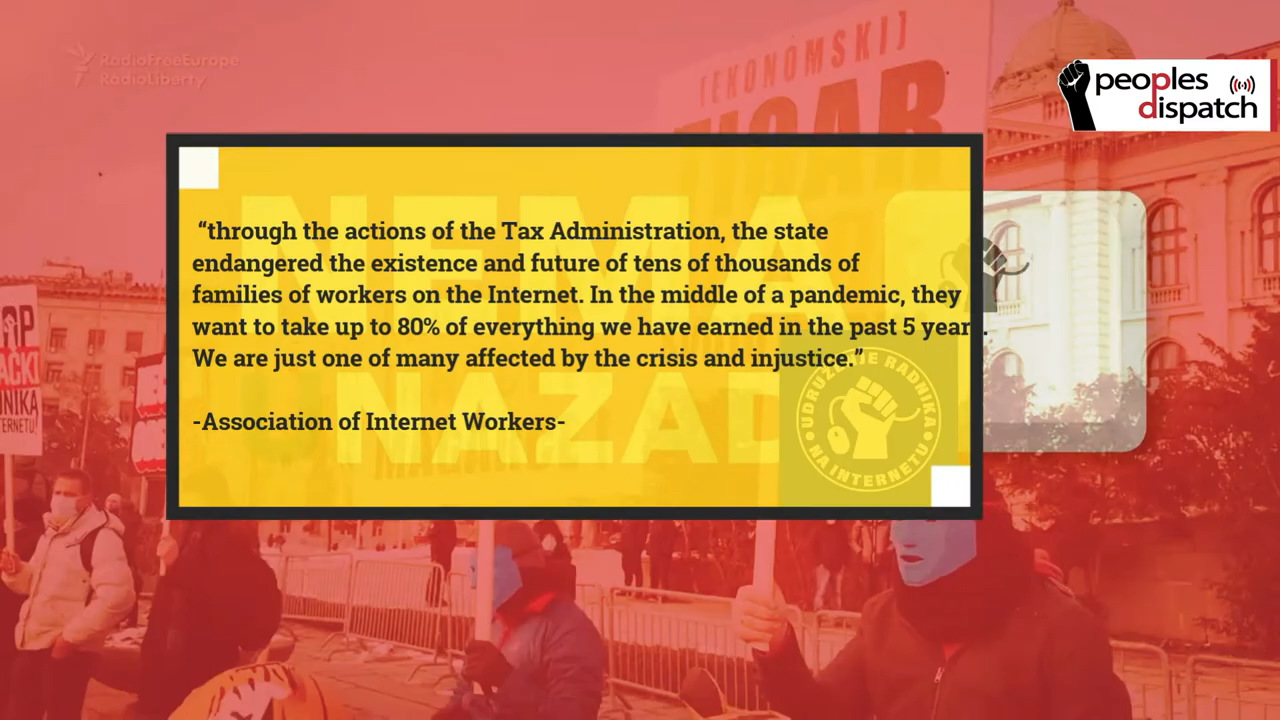 RadioFreeEurope
RadioLiberty
[EKONOMSKI]
TIGAR
peoples
dispatch
“through the actions of the Tax Administration, the state
endangered the existence and future of tens of thousands of
families of workers on the Internet. In the middle of a pandemic, they
want to take up to 80% of everything we have earned in the past 5 year .
We are just one of many affected by the crisis and injustice.”
-Association of Internet Workers-
NEMA
NAZAD
UDRUZENJE RADNIKA
NA INTERNETU